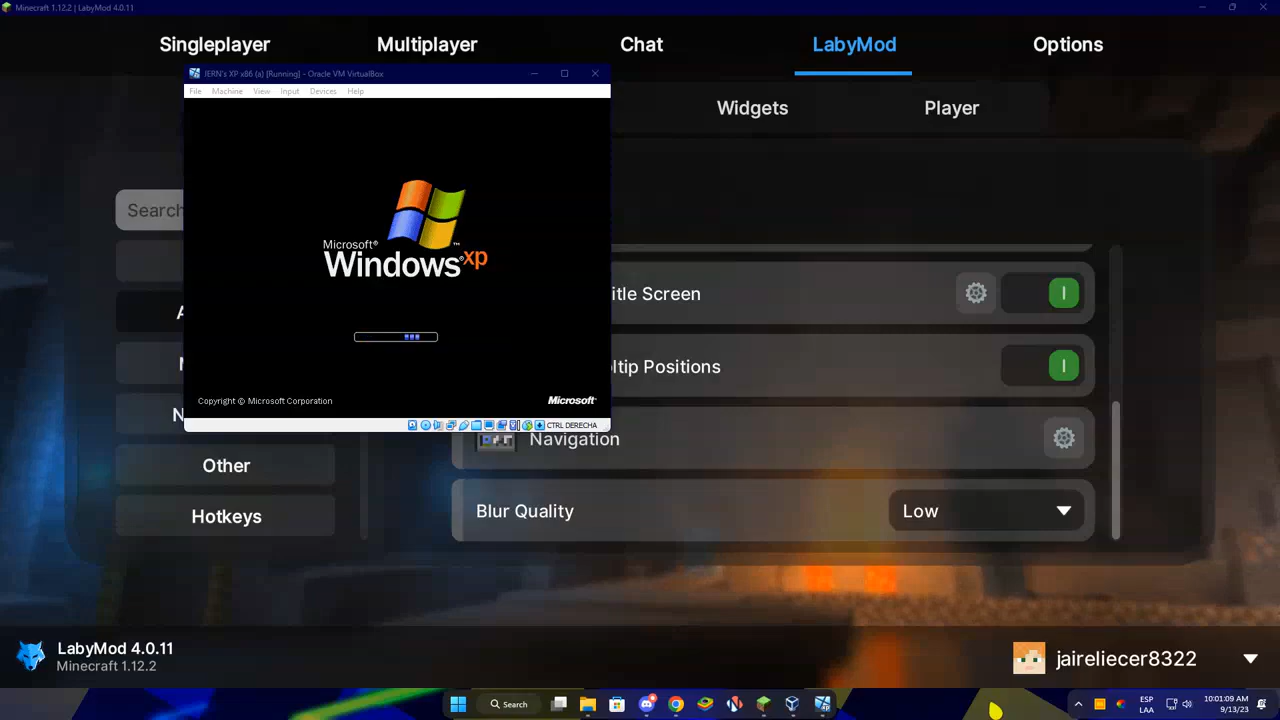 Minecraft 1.12.2 | LabyMod 4.0.11
Singleplayer
Multiplayer
Chat
LabyMod
Options
JERN's XP x86 (a) [Running] - Oracle VM VirtualBox
File Machine View Input Devices Help
Widgets
Player
Search
Microsoft®
Windows® xp™
Copyright © Microsoft Corporation
Microsoft®
CTRL DERECHA
itle Screen
ltip Positions
Navigation
Other
Hotkeys
Blur Quality
Low
LabyMod 4.0.11
Minecraft 1.12.2
jaireliecer8322
Search
ESP
LAA
10:01:09 AM
9/13/23